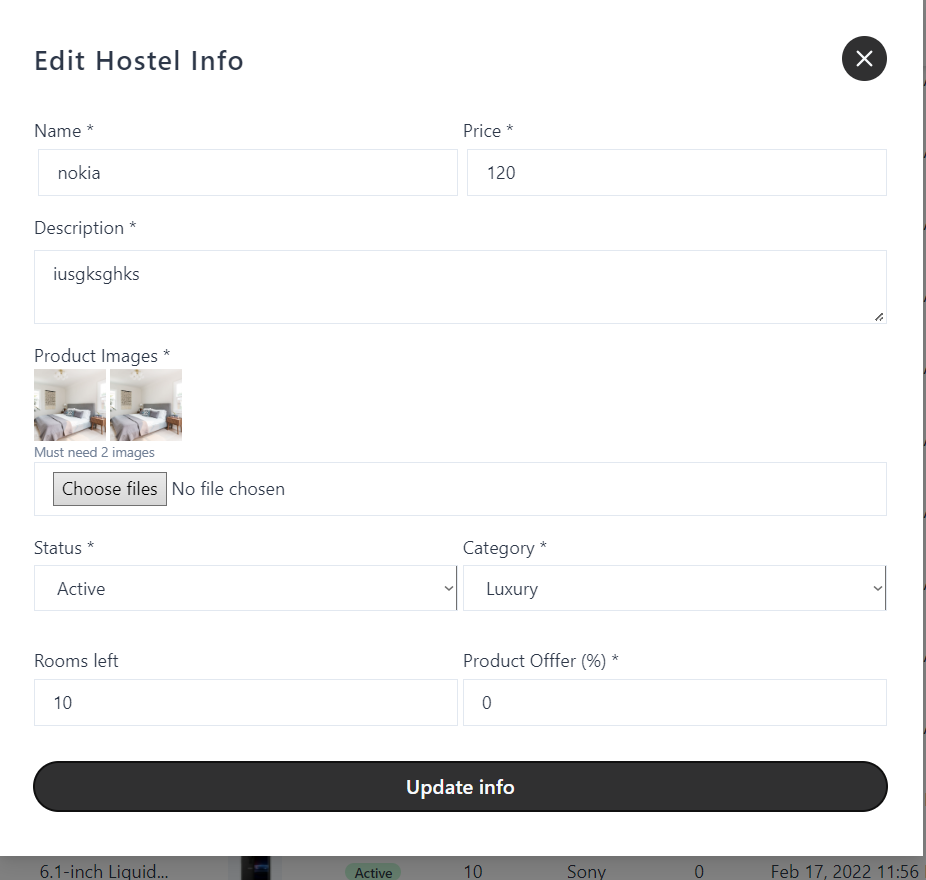 Edit Hostel Info
Name * Price *
nokia 120
Description *
iusgksghks
Product Images *
Must need 2 images
Choose files No file chosen
Status * Category *
Active Luxury
Rooms left Product Offfer (%) *
10 0
Update info
6.1-inch Liquid... Active 10 Sony 0 Feb 17, 2022 11:56